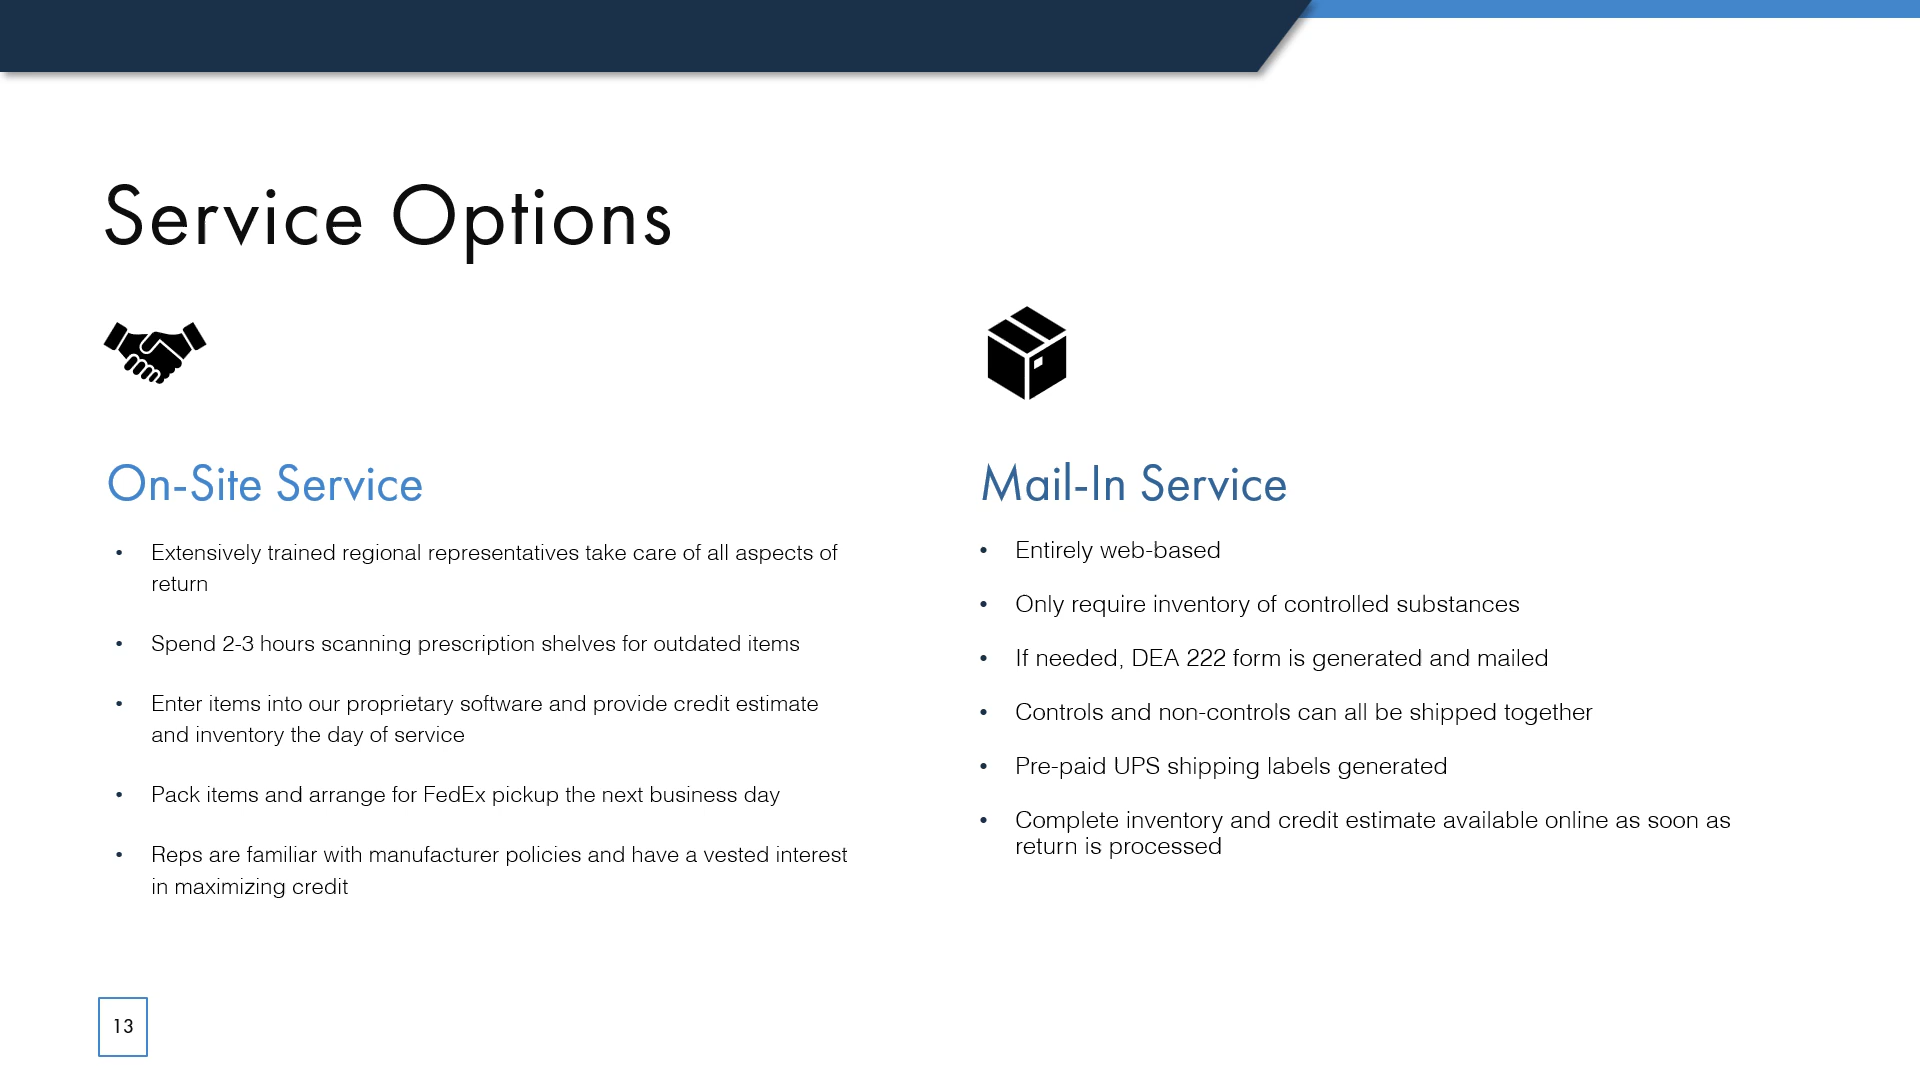 Service Options
On-Site Service
• Extensively trained regional representatives take care of all aspects of
return
• Spend 2-3 hours scanning prescription shelves for outdated items
• Enter items into our proprietary software and provide credit estimate
and inventory the day of service
• Pack items and arrange for FedEx pickup the next business day
• Reps are familiar with manufacturer policies and have a vested interest
in maximizing credit
Mail-In Service
• Entirely web-based
• Only require inventory of controlled substances
• If needed, DEA 222 form is generated and mailed
• Controls and non-controls can all be shipped together
• Pre-paid UPS shipping labels generated
• Complete inventory and credit estimate available online as soon as
return is processed
13